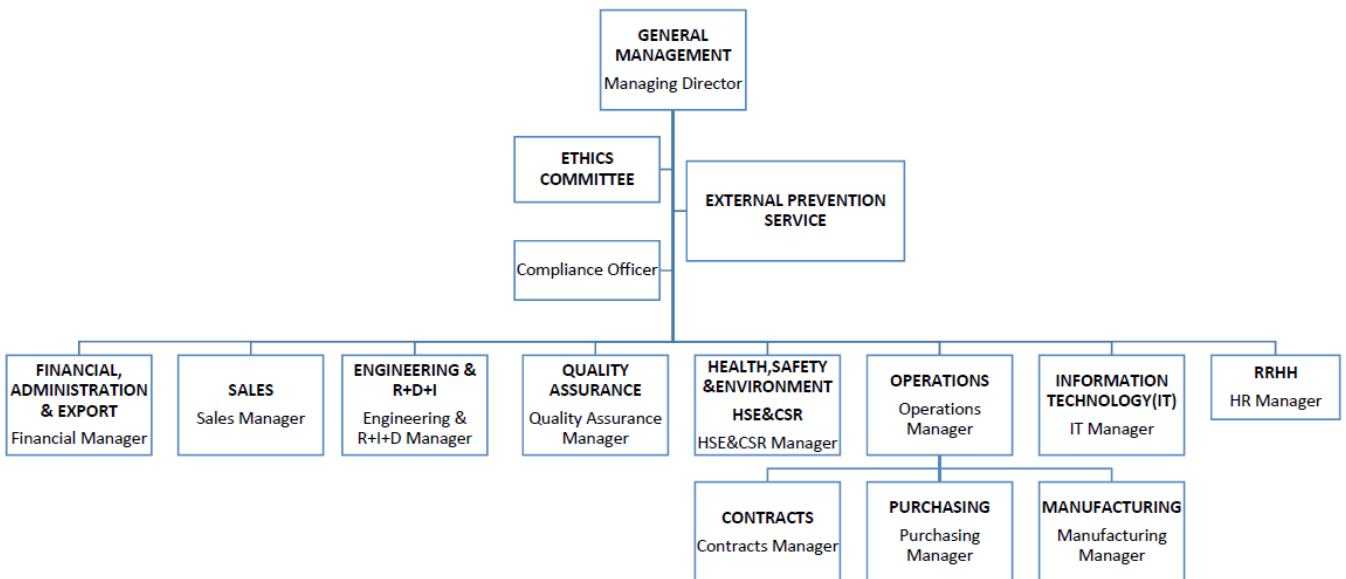 GENERAL
MANAGEMENT
Managing Director
ETHICS
COMMITTEE
EXTERNAL PREVENTION
SERVICE
Compliance Officer
FINANCIAL,
ADMINISTRATION
& EXPORT
Financial Manager
SALES
Sales Manager
ENGINEERING &
R+D+I
Engineering &
R+I+D Manager
QUALITY
ASSURANCE
Quality Assurance
Manager
HEALTH,SAFETY
&ENVIRONMENT
HSE&CSR
HSE&CSR Manager
OPERATIONS
Operations
Manager
INFORMATION
TECHNOLOGY(IT)
IT Manager
RRHH
HR Manager
CONTRACTS
Contracts Manager
PURCHASING
Purchasing
Manager
MANUFACTURING
Manufacturing
Manager